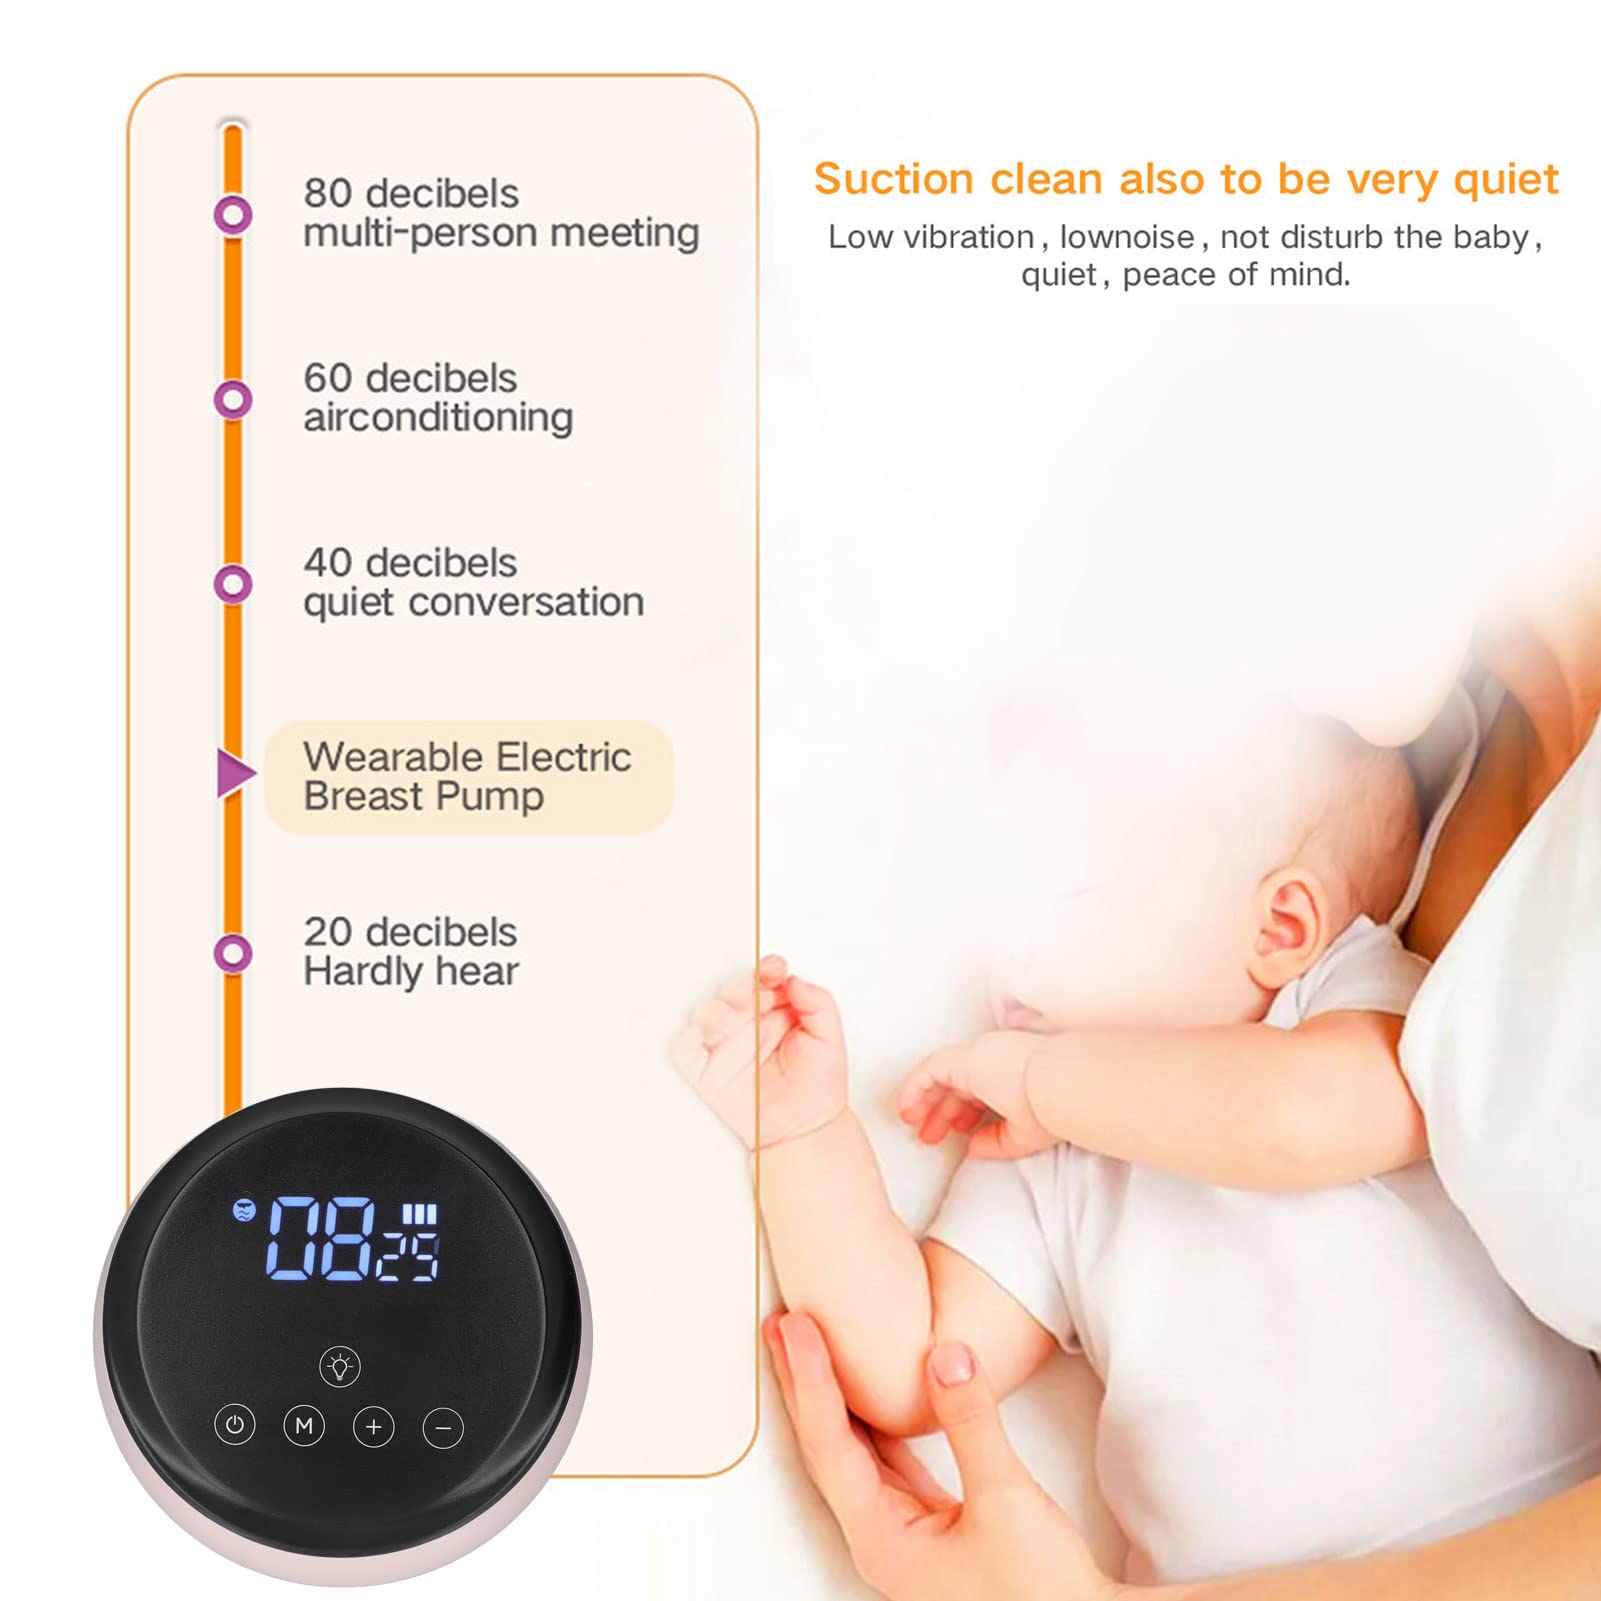 80 decibels
multi-person meeting
60 decibels
airconditioning
40 decibels
quiet conversation
Wearable Electric
Breast Pump
20 decibels
Hardly hear
Suction clean also to be very quiet
Low vibration, lownoise, not disturb the baby,
quiet, peace of mind.
08 25
M + −